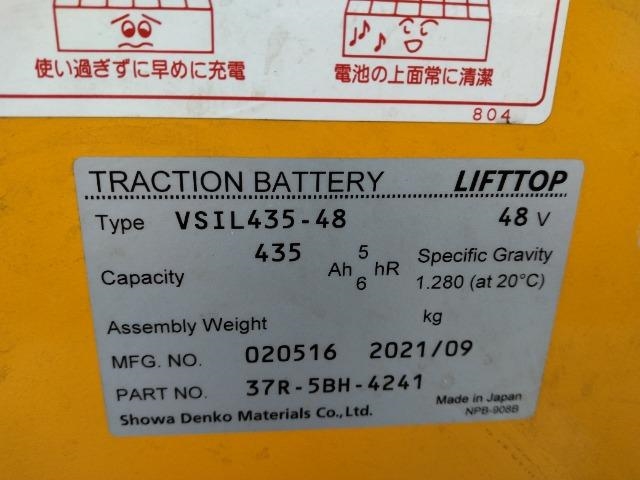 使い過ぎずに早めに充電
電池の上面常に清潔
804
TRACTION BATTERY LIFTTOP
Type VSIL435-48 48 V
Capacity 435 Ah 5 6 hR Specific Gravity
1.280 (at 20°C)
Assembly Weight kg
MFG. NO. 020516 2021/09
PART NO. 37R-5BH-4241
Made in Japan
Showa Denko Materials Co., Ltd. NPB-908B